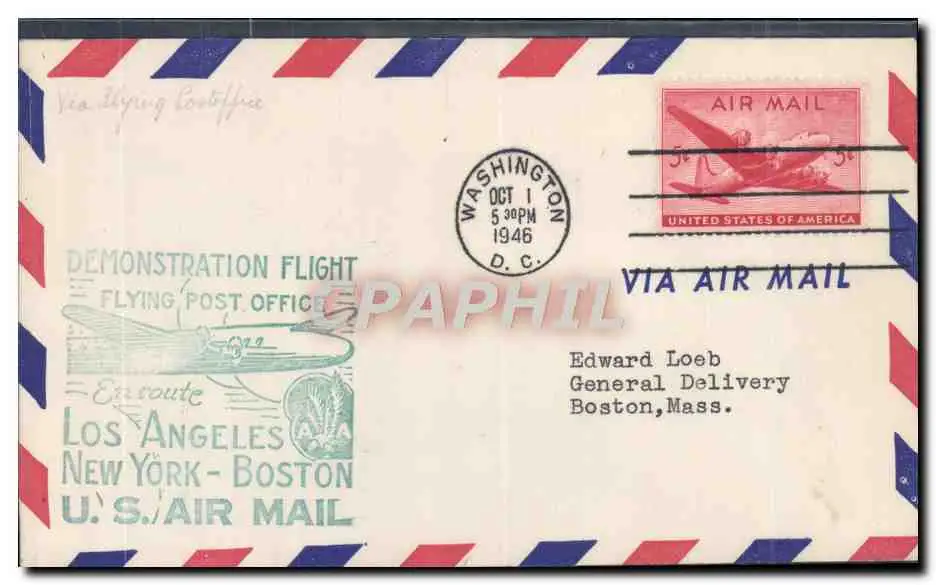 Via Flying Postoffice
AIR MAIL
5¢ 5¢
UNITED STATES OF AMERICA
WASHINGTON
OCT 1
5 30 PM
1946
D. C.
VIA AIR MAIL
DEMONSTRATION FLIGHT
FLYING POST OFFICE
En route
AA
LOS ANGELES
NEW YORK - BOSTON
U. S. AIR MAIL
CPAPHIL
Edward Loeb
General Delivery
Boston,Mass.